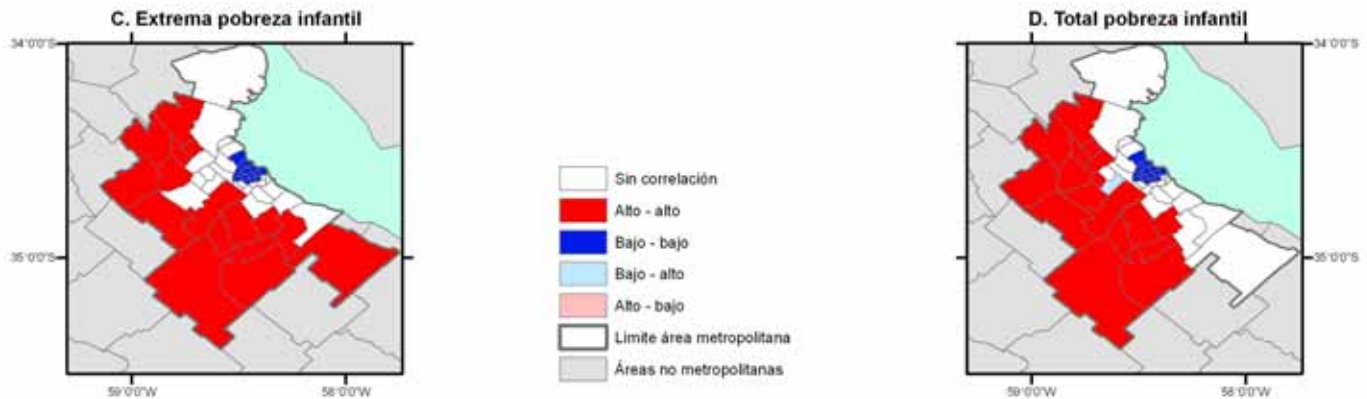 C. Extrema pobreza infantil
D. Total pobreza infantil
34°0'0"S
34°0'0"S
35°0'0"S
35°0'0"S
59°0'0"W
58°0'0"W
59°0'0"W
58°0'0"W
Sin correlación
Alto - alto
Bajo - bajo
Bajo - alto
Alto - bajo
Limite área metropolitana
Áreas no metropolitanas